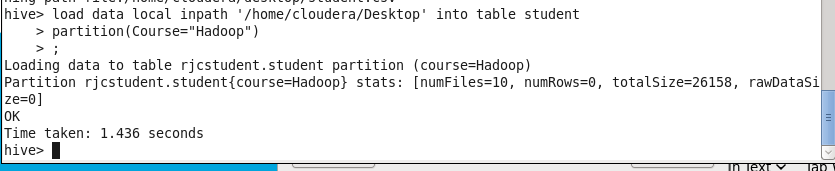 hive> load data local inpath '/home/cloudera/Desktop' into table student
    > partition(Course="Hadoop")
    > ;
Loading data to table rjcstudent.student partition (course=Hadoop)
Partition rjcstudent.student{course=Hadoop} stats: [numFiles=10, numRows=0, totalSize=26158, rawDataSi
ze=0]
OK
Time taken: 1.436 seconds
hive>
In Text